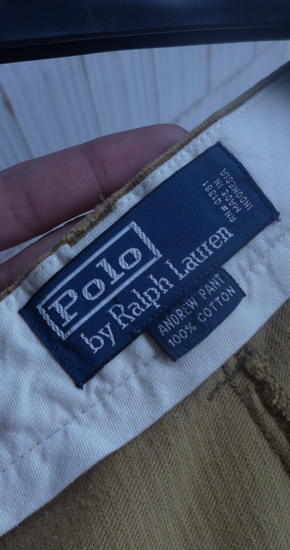 Polo
by Ralph Lauren
RN# 41381
MADE IN
INDONESIA
ANDREW PANT
100% COTTON